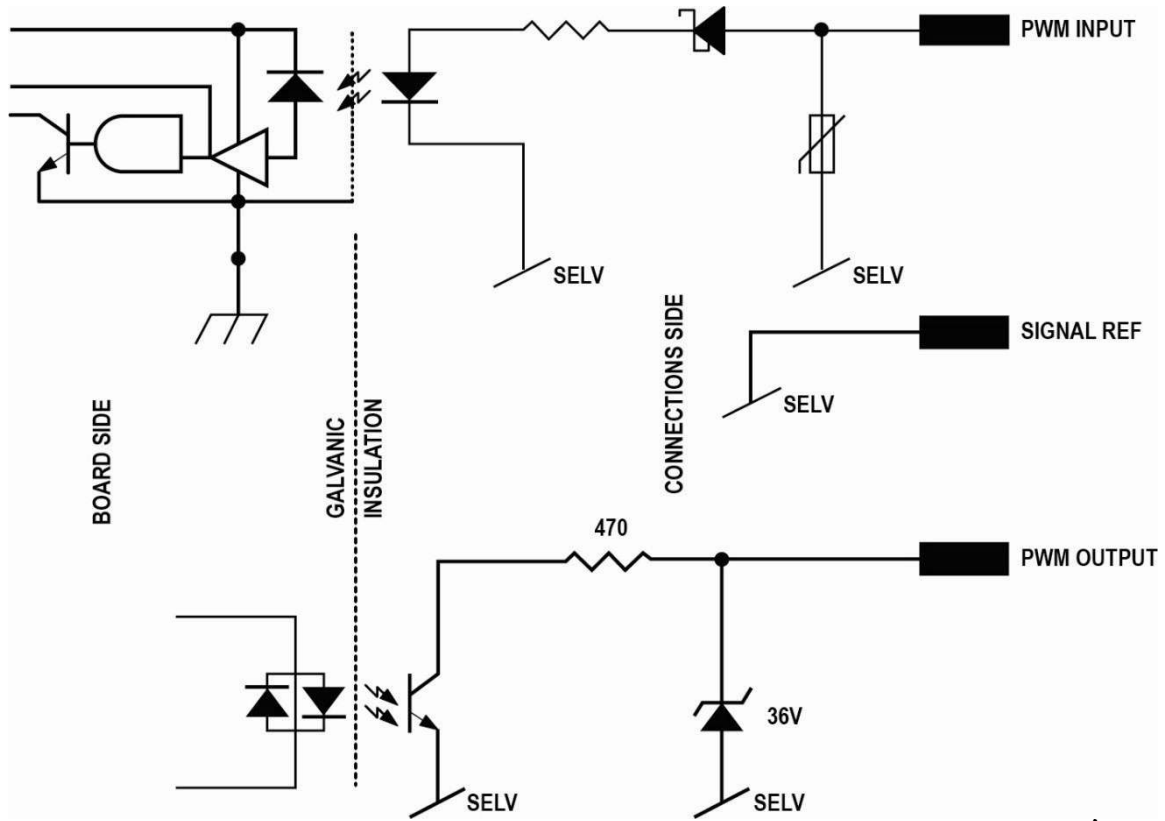 PWM INPUT
SELV
SELV
SIGNAL REF
SELV
BOARD SIDE
GALVANIC
INSULATION
CONNECTIONS SIDE
470
PWM OUTPUT
36V
SELV
SELV